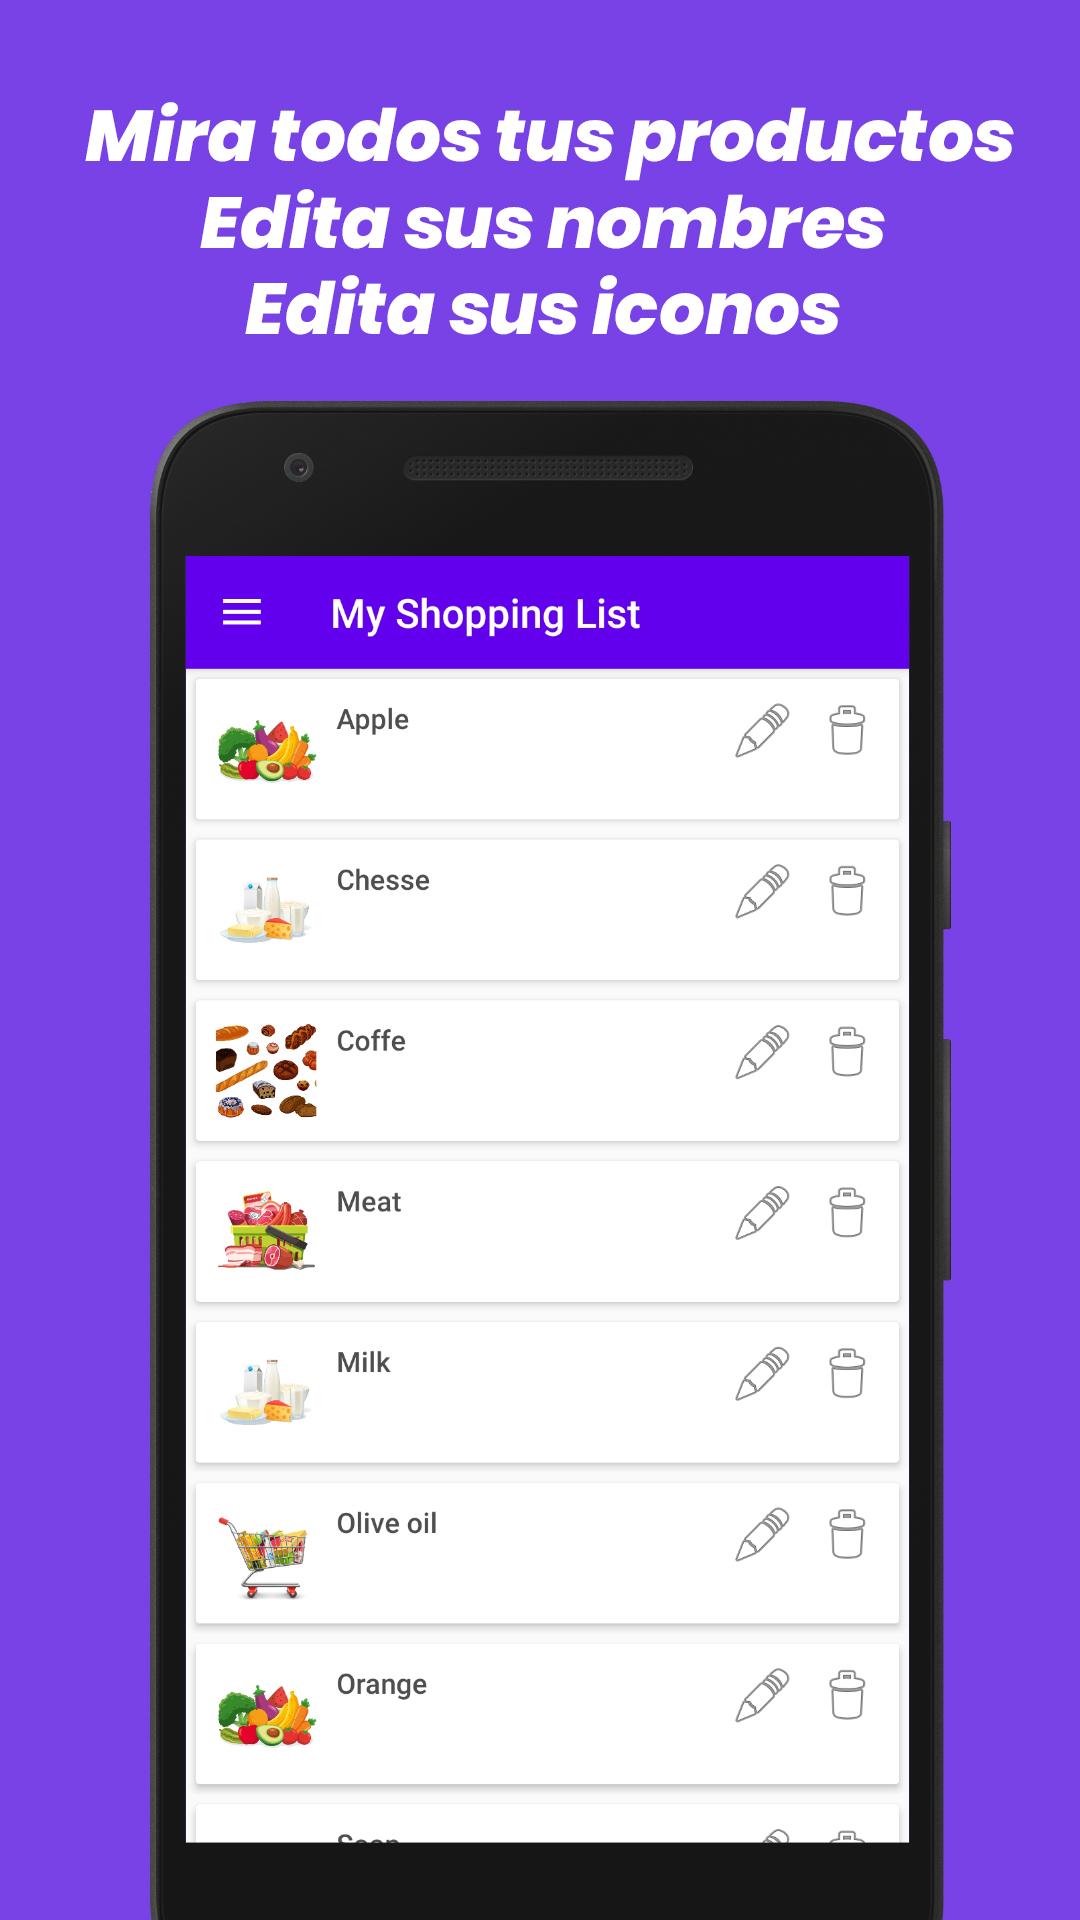 Mira todos tus productos
Edita sus nombres
Edita sus iconos
My Shopping List
Apple
Chesse
Coffe
Meat
Milk
Olive oil
Orange